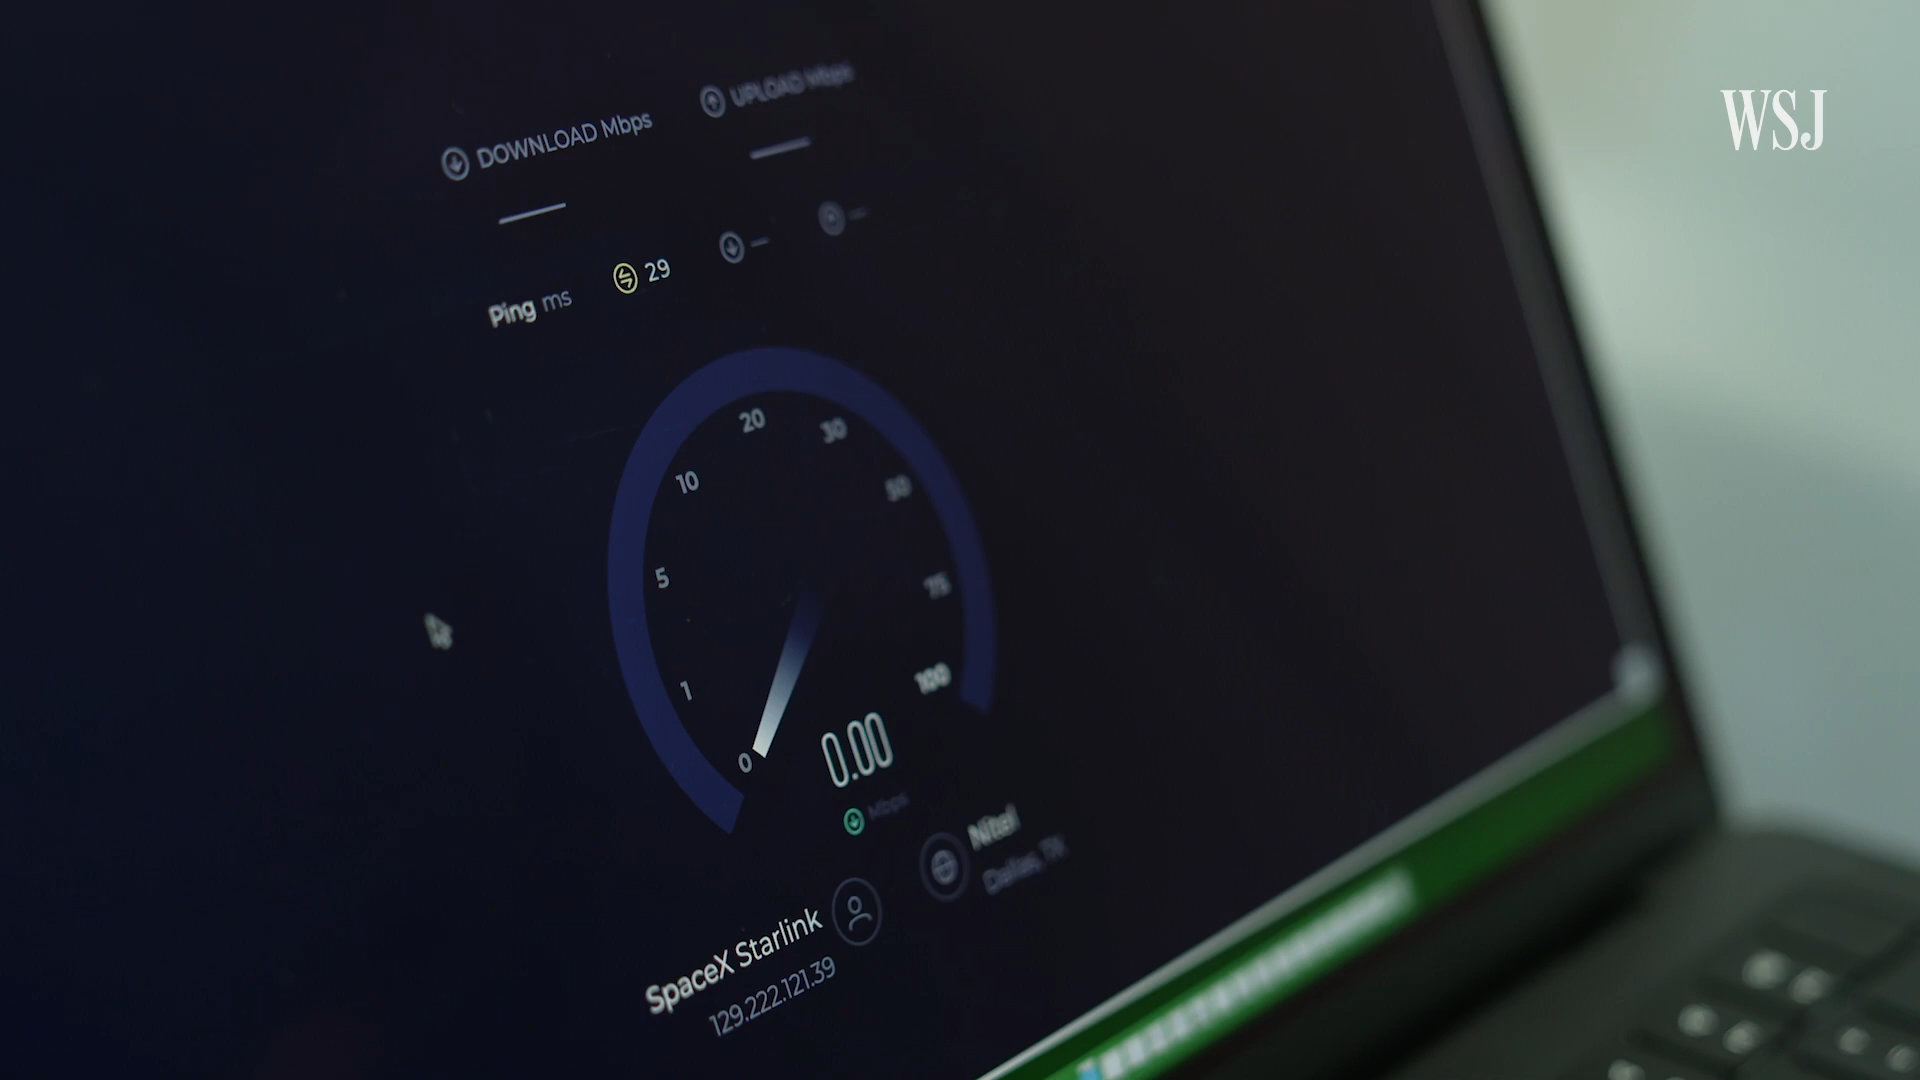 WSJ
DOWNLOAD Mbps
UPLOAD Mbps
Ping ms
29
0
1
5
10
20
30
50
75
100
0.00
Mbps
SpaceX Starlink
129.222.121.39
Nitel
Dallas, TX